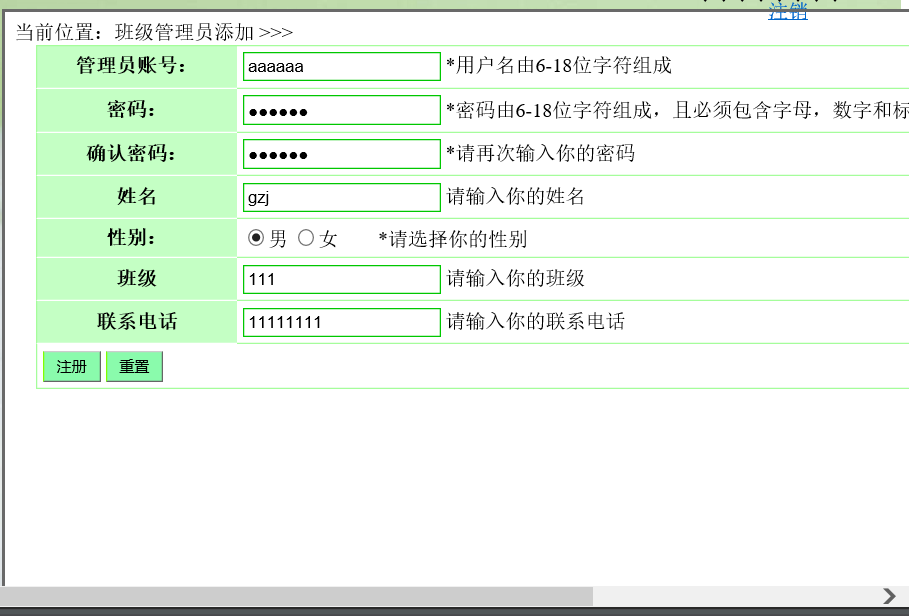 注销
当前位置：班级管理员添加 >>>
管理员账号： aaaaaa *用户名由6-18位字符组成
密码： ●●●●●● *密码由6-18位字符组成，且必须包含字母，数字和标
确认密码： ●●●●●● *请再次输入你的密码
姓名 gzj 请输入你的姓名
性别： 男 女 *请选择你的性别
班级 111 请输入你的班级
联系电话 11111111 请输入你的联系电话
注册 重置